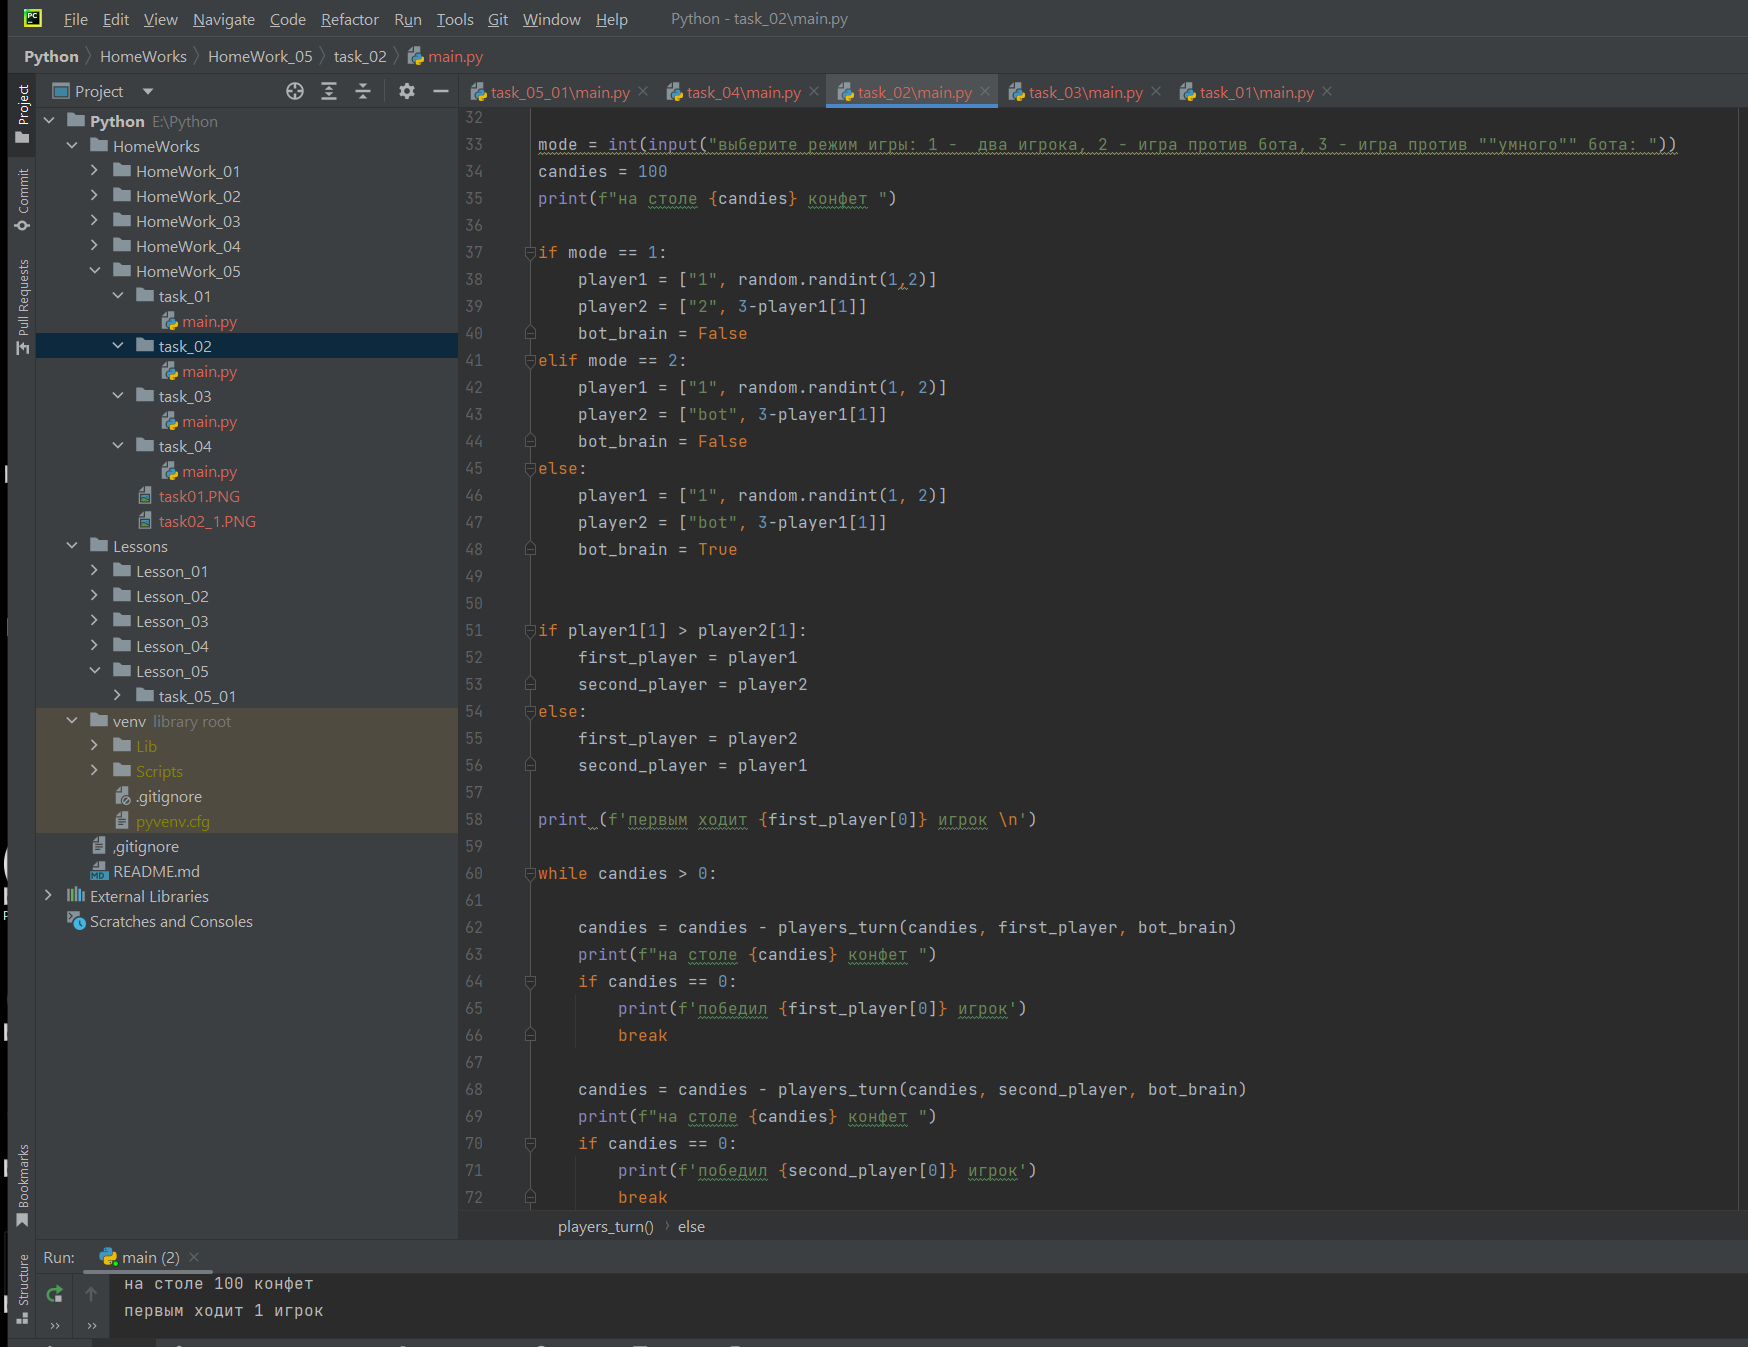 File Edit View Navigate Code Refactor Run Tools Git Window Help Python - task_02\main.py
Python HomeWorks HomeWork_05 task_02 main.py
Project
task_05_01\main.py task_04\main.py task_02\main.py task_03\main.py task_01\main.py
Project
Commit
Pull Requests
Bookmarks
Structure
Python E:\Python
HomeWorks
HomeWork_01
HomeWork_02
HomeWork_03
HomeWork_04
HomeWork_05
task_01
main.py
task_02
main.py
task_03
main.py
task_04
main.py
task01.PNG
task02_1.PNG
Lessons
Lesson_01
Lesson_02
Lesson_03
Lesson_04
Lesson_05
task_05_01
venv library root
Lib
Scripts
.gitignore
pyvenv.cfg
,gitignore
README.md
External Libraries
Scratches and Consoles
32
33 mode = int(input("выберите режим игры: 1 -  два игрока, 2 - игра против бота, 3 - игра против ""умного"" бота: "))
34 candies = 100
35 print(f"на столе {candies} конфет ")
36
37 if mode == 1:
38     player1 = ["1", random.randint(1,2)]
39     player2 = ["2", 3-player1[1]]
40     bot_brain = False
41 elif mode == 2:
42     player1 = ["1", random.randint(1, 2)]
43     player2 = ["bot", 3-player1[1]]
44     bot_brain = False
45 else:
46     player1 = ["1", random.randint(1, 2)]
47     player2 = ["bot", 3-player1[1]]
48     bot_brain = True
49
50
51 if player1[1] > player2[1]:
52     first_player = player1
53     second_player = player2
54 else:
55     first_player = player2
56     second_player = player1
57
58 print (f'первым ходит {first_player[0]} игрок \n')
59
60 while candies > 0:
61
62     candies = candies - players_turn(candies, first_player, bot_brain)
63     print(f"на столе {candies} конфет ")
64     if candies == 0:
65         print(f'победил {first_player[0]} игрок')
66         break
67
68     candies = candies - players_turn(candies, second_player, bot_brain)
69     print(f"на столе {candies} конфет ")
70     if candies == 0:
71         print(f'победил {second_player[0]} игрок')
72         break
players_turn() › else
Run: main (2)
на столе 100 конфет
первым ходит 1 игрок